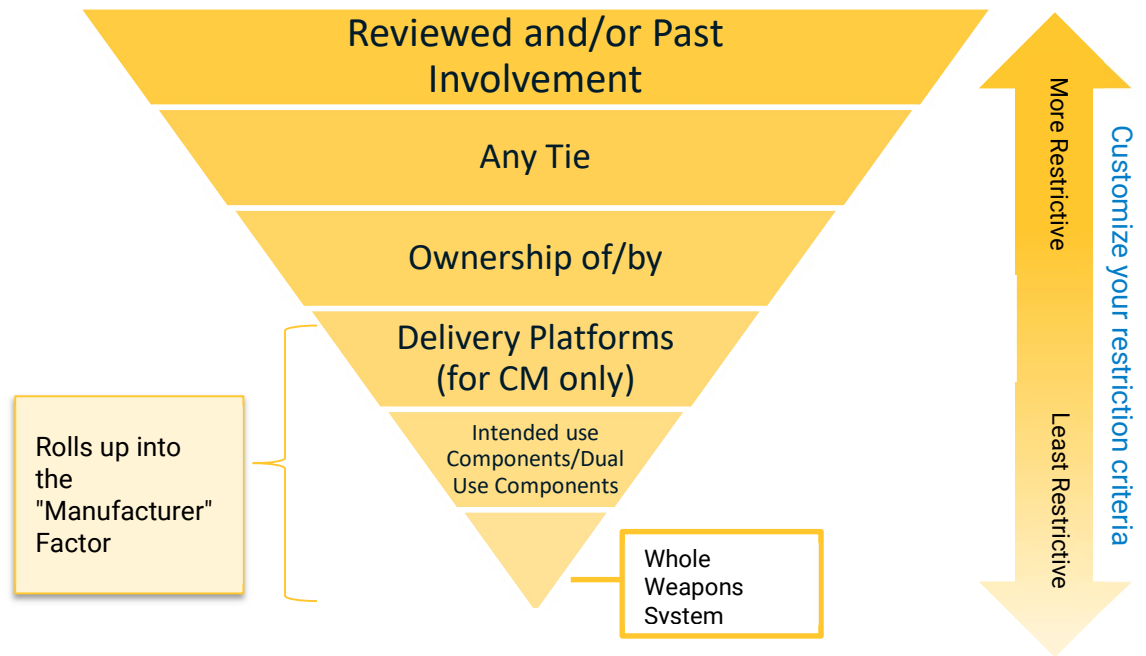 Reviewed and/or Past
Involvement
Any Tie
Ownership of/by
Delivery Platforms
(for CM only)
Intended use
Components/Dual
Use Components
Rolls up into
the
"Manufacturer"
Factor
Whole
Weapons
System
More Restrictive
Least Restrictive
Customize your restriction criteria